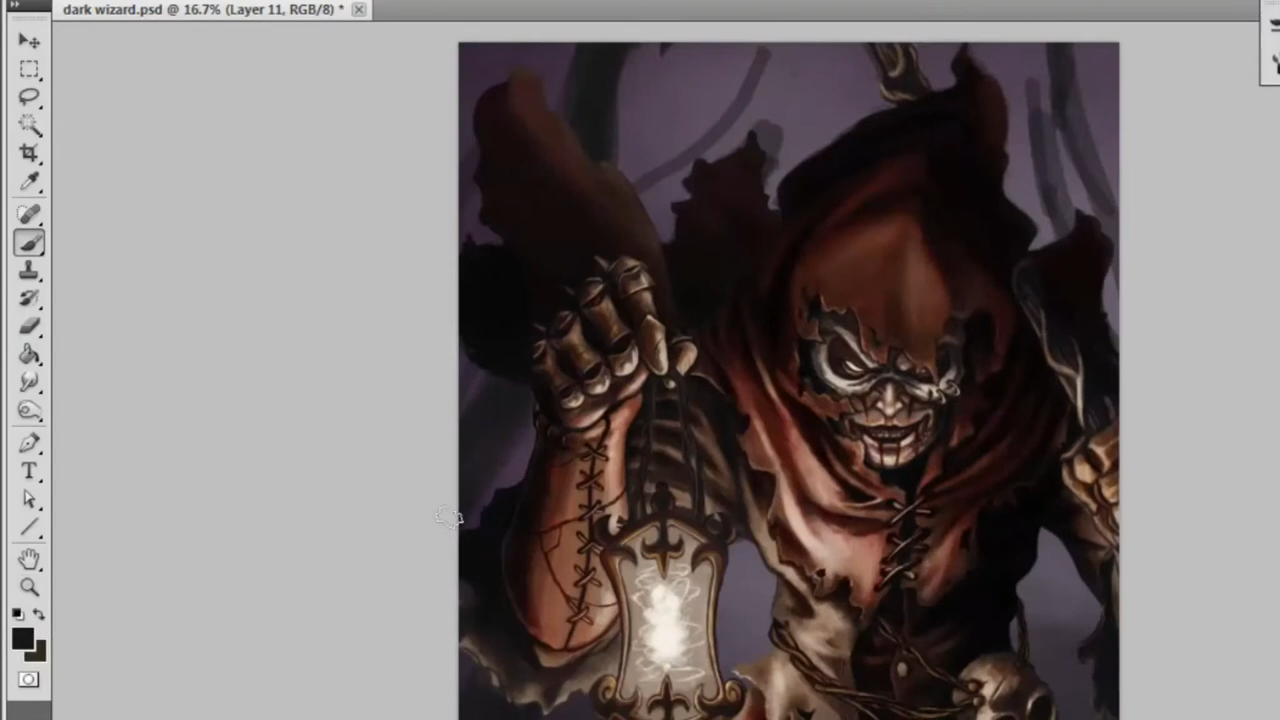 dark wizard.psd @ 16.7% (Layer 11, RGB/8) *
T